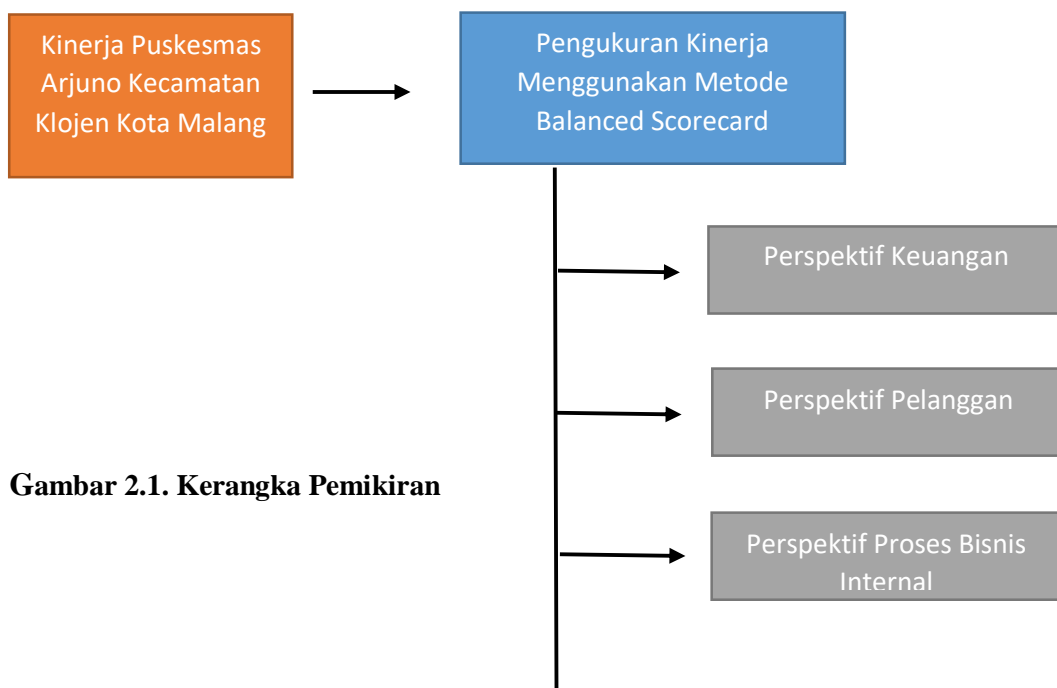 Kinerja Puskesmas
Arjuno Kecamatan
Klojen Kota Malang
Pengukuran Kinerja
Menggunakan Metode
Balanced Scorecard
Perspektif Keuangan
Perspektif Pelanggan
Gambar 2.1. Kerangka Pemikiran
Perspektif Proses Bisnis
Internal